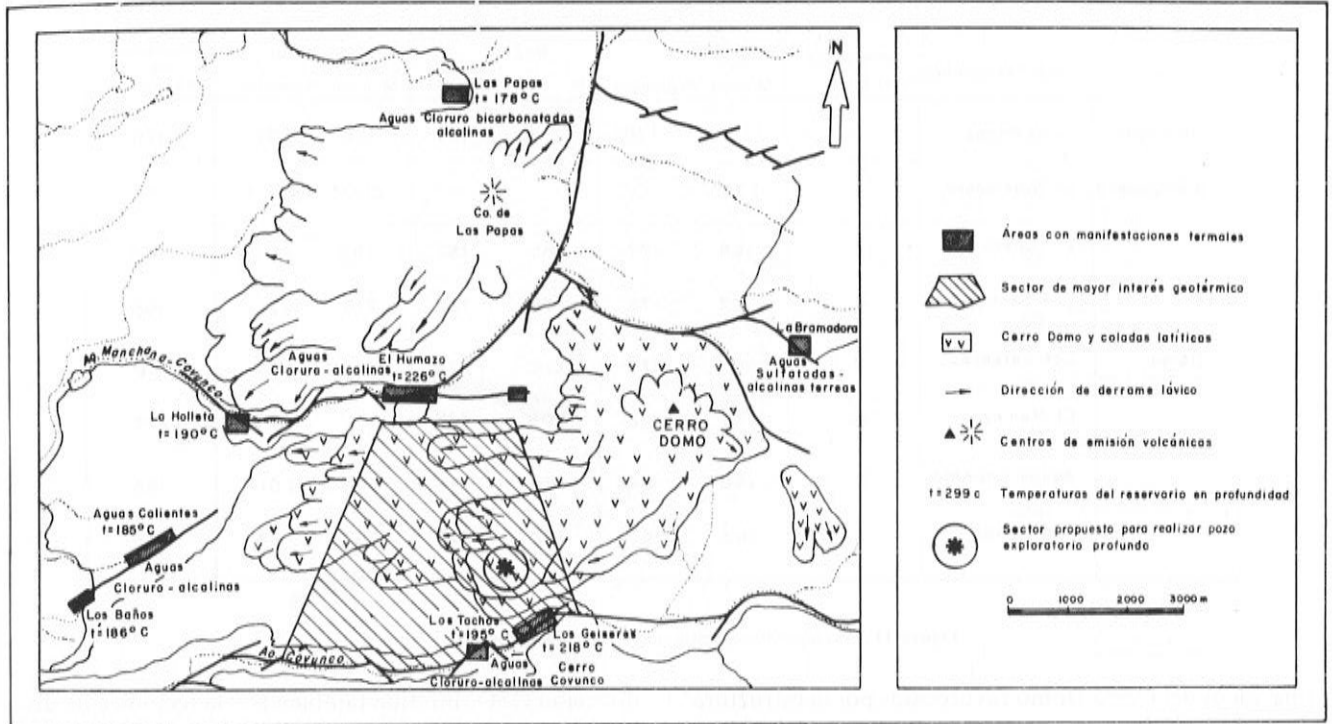 N
Las Papas
t= 178° C
Aguas Cloruro bicarbonatadas
alcalinas
Co. de
Las Papas
Ao. Manchana-Covunco
Aguas
Cloruro-alcalinas
El Humazo
t=226° C
La Bramadora
Aguas
Sulfatadas-
alcalinas terreas
La Holleta
t=190° C
CERRO
DOMO
Aguas Calientes
t=185° C
Aguas
Cloruro-alcalinas
Los Baños
t=186° C
Los Tachos
t=195° C
Los Geiseres
t= 218° C
Ao. Covunco
Aguas
Cloruro-alcalinas
Cerro
Covunco
Áreas con manifestaciones termales
Sector de mayor interés geotérmico
Cerro Domo y coladas latíticas
Dirección de derrame lávico
Centros de emisión volcánicas
t=299 c Temperaturas del reservorio en profundidad
Sector propuesto para realizar pozo
exploratorio profundo
0 1000 2000 3000 m